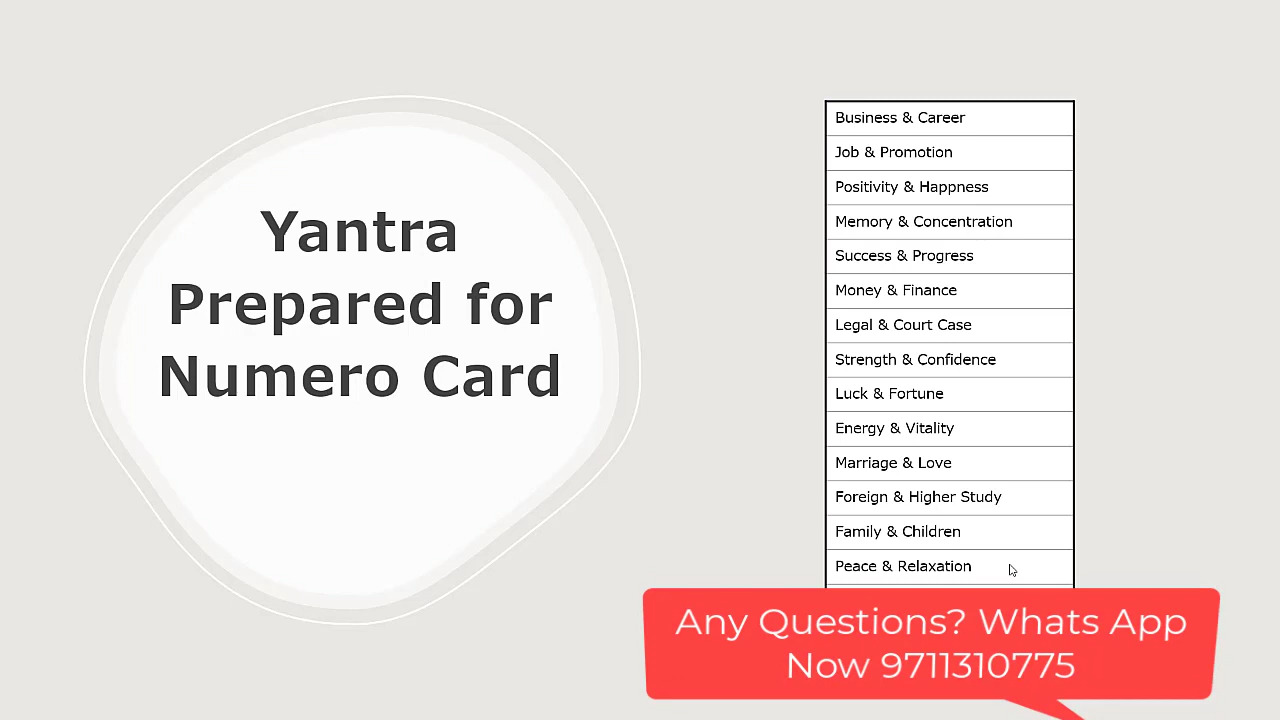 Yantra
Prepared for
Numero Card
Business & Career
Job & Promotion
Positivity & Happness
Memory & Concentration
Success & Progress
Money & Finance
Legal & Court Case
Strength & Confidence
Luck & Fortune
Energy & Vitality
Marriage & Love
Foreign & Higher Study
Family & Children
Peace & Relaxation
Any Questions? Whats App
Now 9711310775